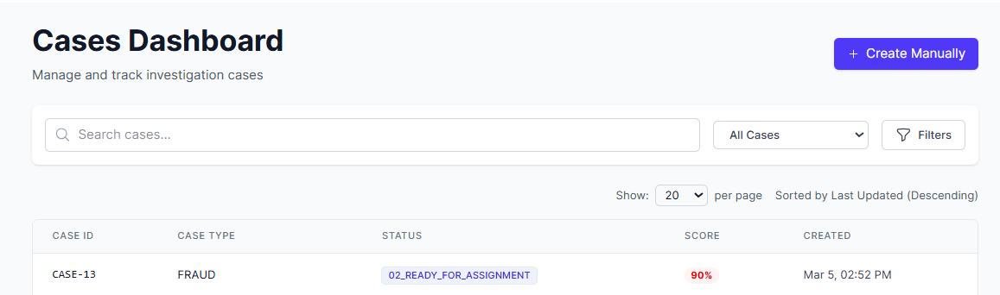 Cases Dashboard
Manage and track investigation cases
+ Create Manually
Search cases...
All Cases
Filters
Show: 20 per page Sorted by Last Updated (Descending)
CASE ID CASE TYPE STATUS SCORE CREATED
CASE-13 FRAUD 02_READY_FOR_ASSIGNMENT 90% Mar 5, 02:52 PM